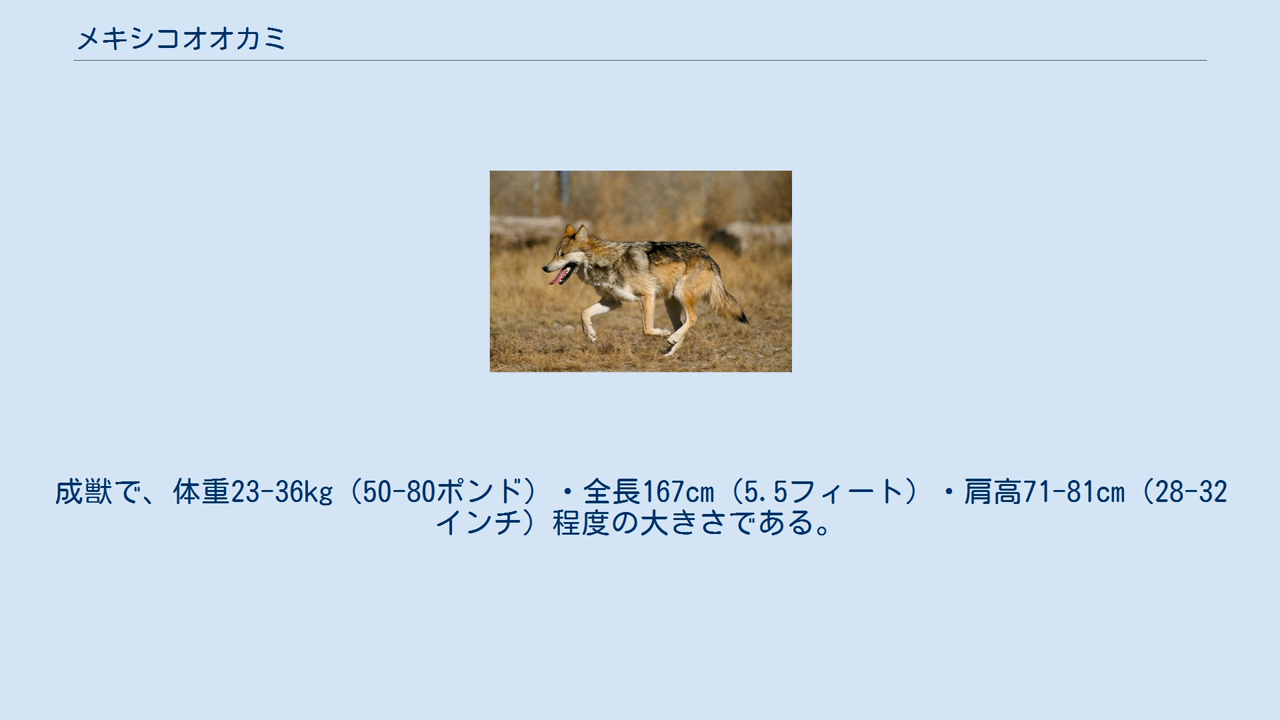 メキシコオオカミ
成獣で、体重23-36kg（50-80ポンド）・全長167cm（5.5フィート）・肩高71-81cm（28-32
インチ）程度の大きさである。